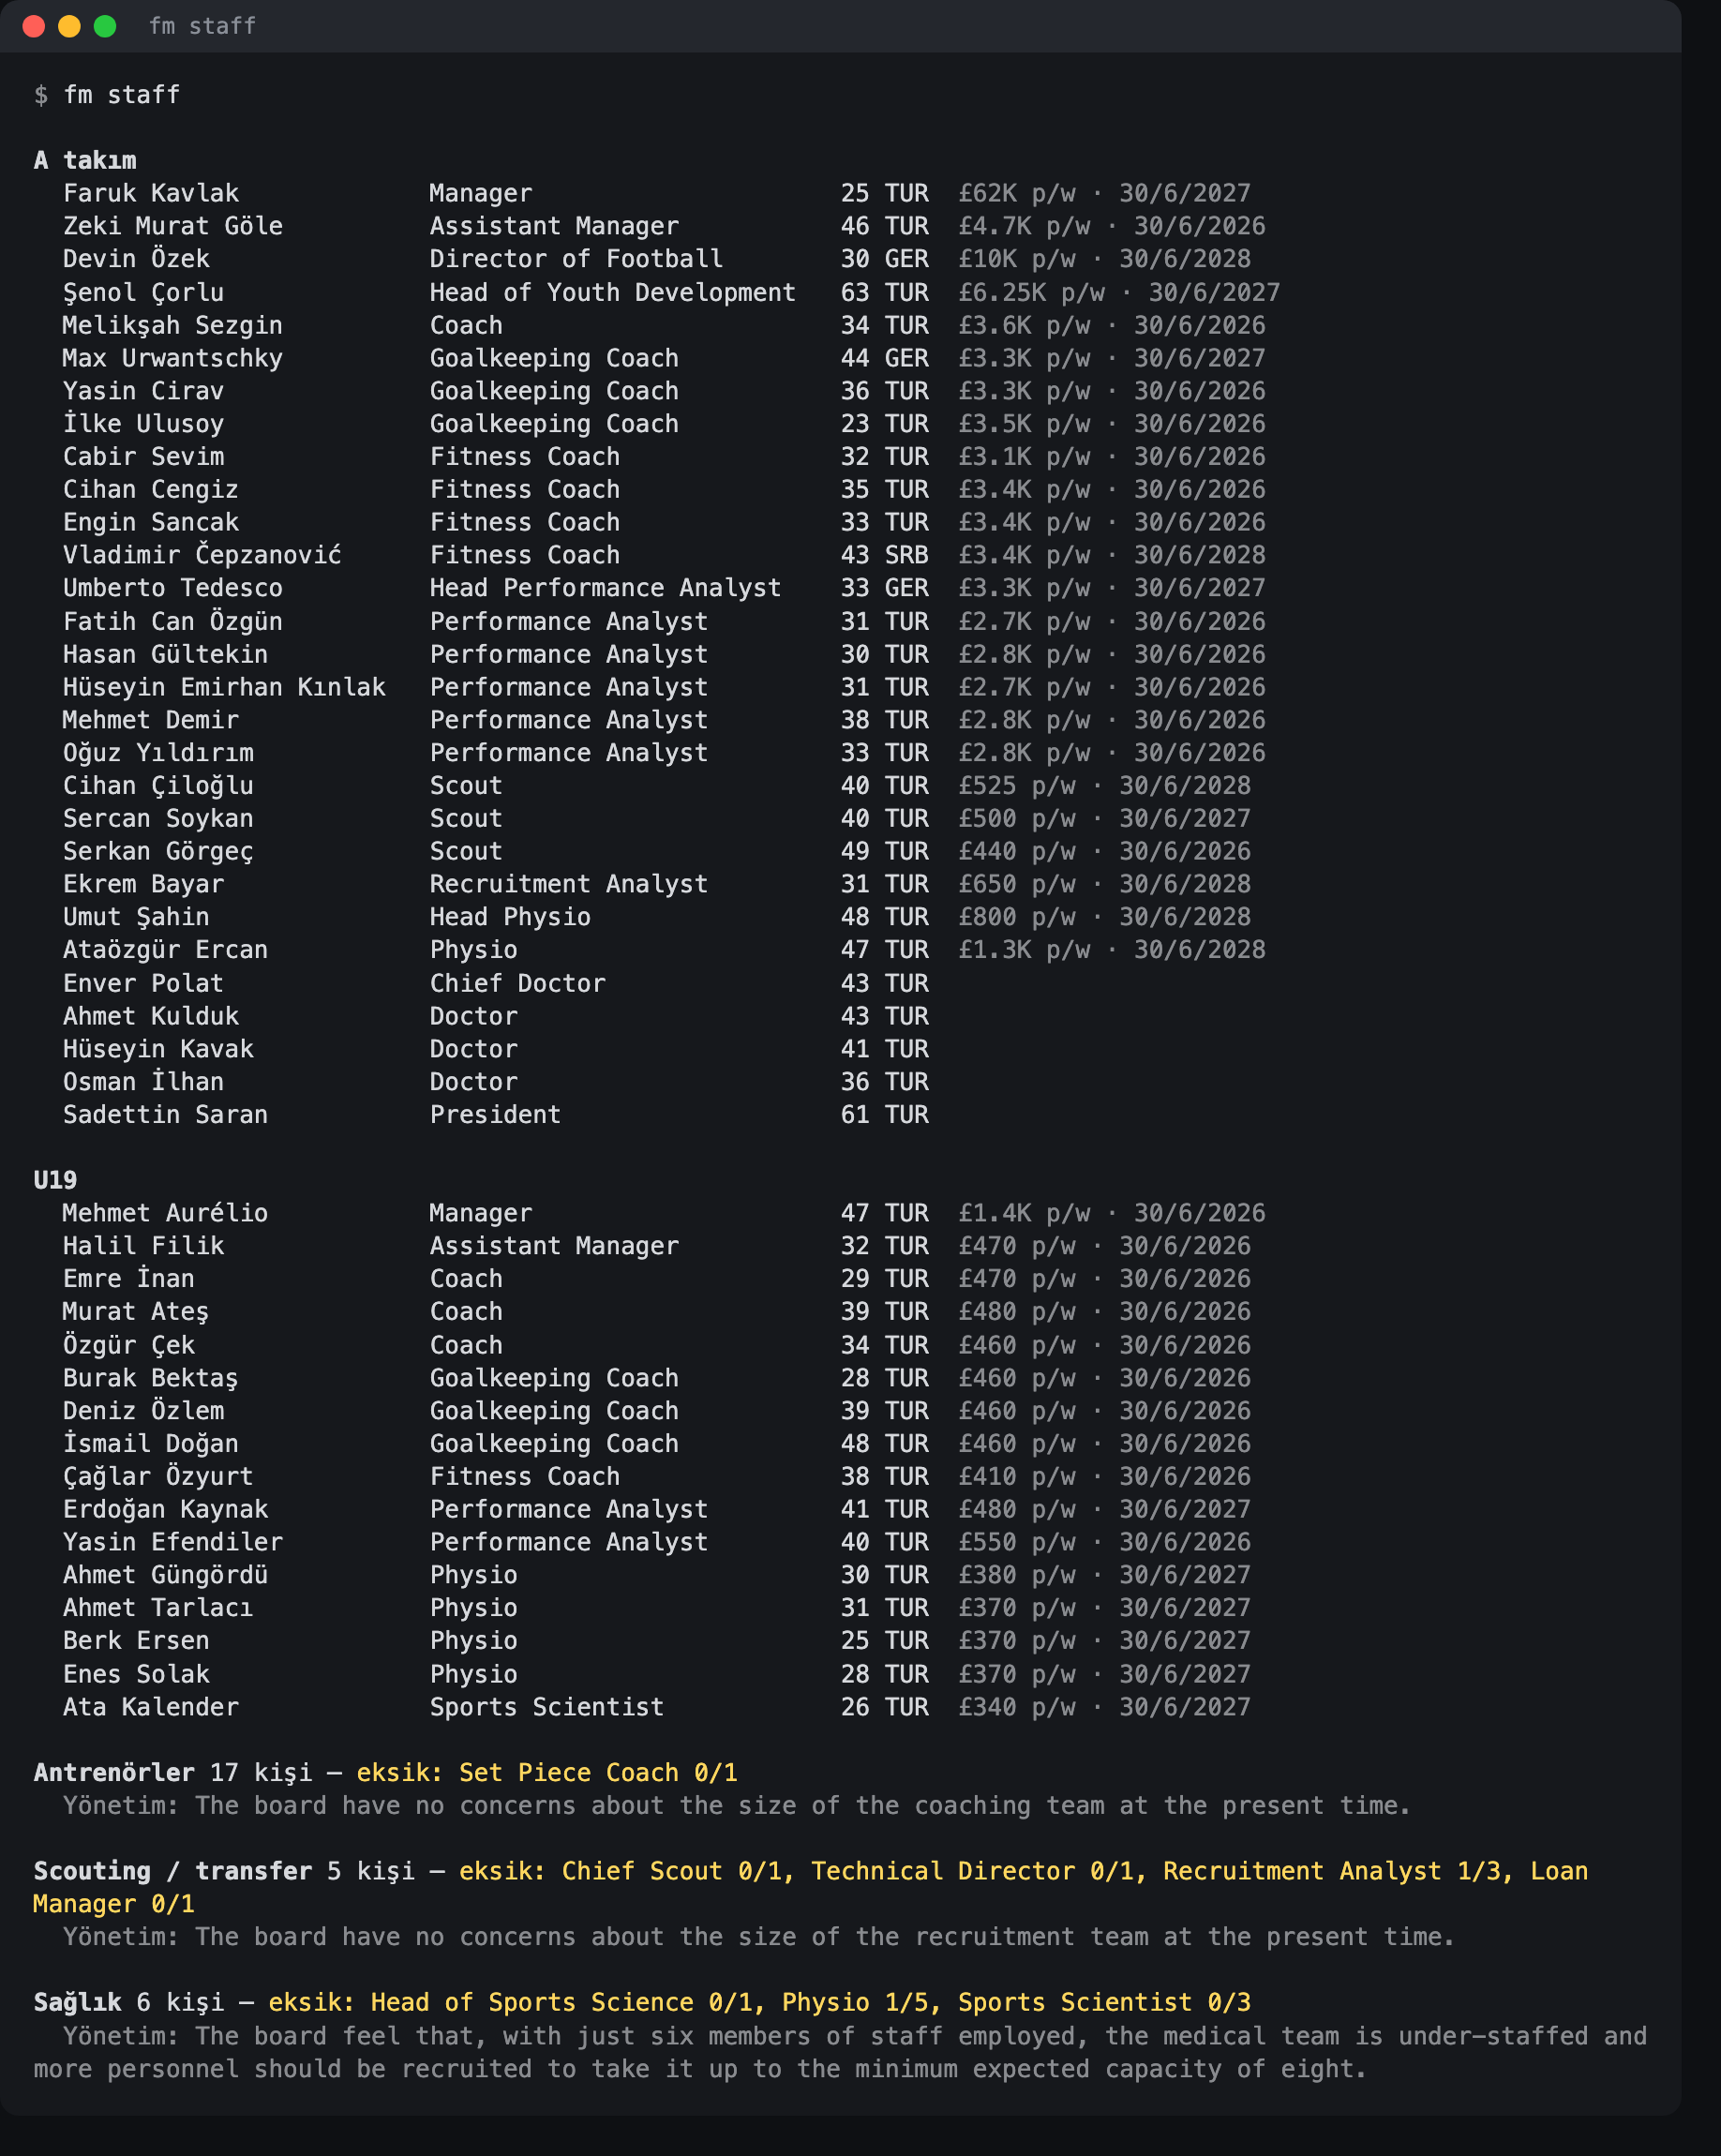 fm staff
$ fm staff
A takım
Faruk Kavlak Manager 25 TUR £62K p/w · 30/6/2027
Zeki Murat Göle Assistant Manager 46 TUR £4.7K p/w · 30/6/2026
Devin Özek Director of Football 30 GER £10K p/w · 30/6/2028
Şenol Çorlu Head of Youth Development 63 TUR £6.25K p/w · 30/6/2027
Melikşah Sezgin Coach 34 TUR £3.6K p/w · 30/6/2026
Max Urwantschky Goalkeeping Coach 44 GER £3.3K p/w · 30/6/2027
Yasin Cirav Goalkeeping Coach 36 TUR £3.3K p/w · 30/6/2026
İlke Ulusoy Goalkeeping Coach 23 TUR £3.5K p/w · 30/6/2026
Cabir Sevim Fitness Coach 32 TUR £3.1K p/w · 30/6/2026
Cihan Cengiz Fitness Coach 35 TUR £3.4K p/w · 30/6/2026
Engin Sancak Fitness Coach 33 TUR £3.4K p/w · 30/6/2026
Vladimir Čepzanović Fitness Coach 43 SRB £3.4K p/w · 30/6/2028
Umberto Tedesco Head Performance Analyst 33 GER £3.3K p/w · 30/6/2027
Fatih Can Özgün Performance Analyst 31 TUR £2.7K p/w · 30/6/2026
Hasan Gültekin Performance Analyst 30 TUR £2.8K p/w · 30/6/2026
Hüseyin Emirhan Kınlak Performance Analyst 31 TUR £2.7K p/w · 30/6/2026
Mehmet Demir Performance Analyst 38 TUR £2.8K p/w · 30/6/2026
Oğuz Yıldırım Performance Analyst 33 TUR £2.8K p/w · 30/6/2026
Cihan Çiloğlu Scout 40 TUR £525 p/w · 30/6/2028
Sercan Soykan Scout 40 TUR £500 p/w · 30/6/2027
Serkan Görgeç Scout 49 TUR £440 p/w · 30/6/2026
Ekrem Bayar Recruitment Analyst 31 TUR £650 p/w · 30/6/2028
Umut Şahin Head Physio 48 TUR £800 p/w · 30/6/2028
Ataözgür Ercan Physio 47 TUR £1.3K p/w · 30/6/2028
Enver Polat Chief Doctor 43 TUR
Ahmet Kulduk Doctor 43 TUR
Hüseyin Kavak Doctor 41 TUR
Osman İlhan Doctor 36 TUR
Sadettin Saran President 61 TUR
U19
Mehmet Aurélio Manager 47 TUR £1.4K p/w · 30/6/2026
Halil Filik Assistant Manager 32 TUR £470 p/w · 30/6/2026
Emre İnan Coach 29 TUR £470 p/w · 30/6/2026
Murat Ateş Coach 39 TUR £480 p/w · 30/6/2026
Özgür Çek Coach 34 TUR £460 p/w · 30/6/2026
Burak Bektaş Goalkeeping Coach 28 TUR £460 p/w · 30/6/2026
Deniz Özlem Goalkeeping Coach 39 TUR £460 p/w · 30/6/2026
İsmail Doğan Goalkeeping Coach 48 TUR £460 p/w · 30/6/2026
Çağlar Özyurt Fitness Coach 38 TUR £410 p/w · 30/6/2026
Erdoğan Kaynak Performance Analyst 41 TUR £480 p/w · 30/6/2027
Yasin Efendiler Performance Analyst 40 TUR £550 p/w · 30/6/2026
Ahmet Güngördü Physio 30 TUR £380 p/w · 30/6/2027
Ahmet Tarlacı Physio 31 TUR £370 p/w · 30/6/2027
Berk Ersen Physio 25 TUR £370 p/w · 30/6/2027
Enes Solak Physio 28 TUR £370 p/w · 30/6/2027
Ata Kalender Sports Scientist 26 TUR £340 p/w · 30/6/2027
Antrenörler 17 kişi — eksik: Set Piece Coach 0/1
Yönetim: The board have no concerns about the size of the coaching team at the present time.
Scouting / transfer 5 kişi — eksik: Chief Scout 0/1, Technical Director 0/1, Recruitment Analyst 1/3, Loan
Manager 0/1
Yönetim: The board have no concerns about the size of the recruitment team at the present time.
Sağlık 6 kişi — eksik: Head of Sports Science 0/1, Physio 1/5, Sports Scientist 0/3
Yönetim: The board feel that, with just six members of staff employed, the medical team is under-staffed and
more personnel should be recruited to take it up to the minimum expected capacity of eight.